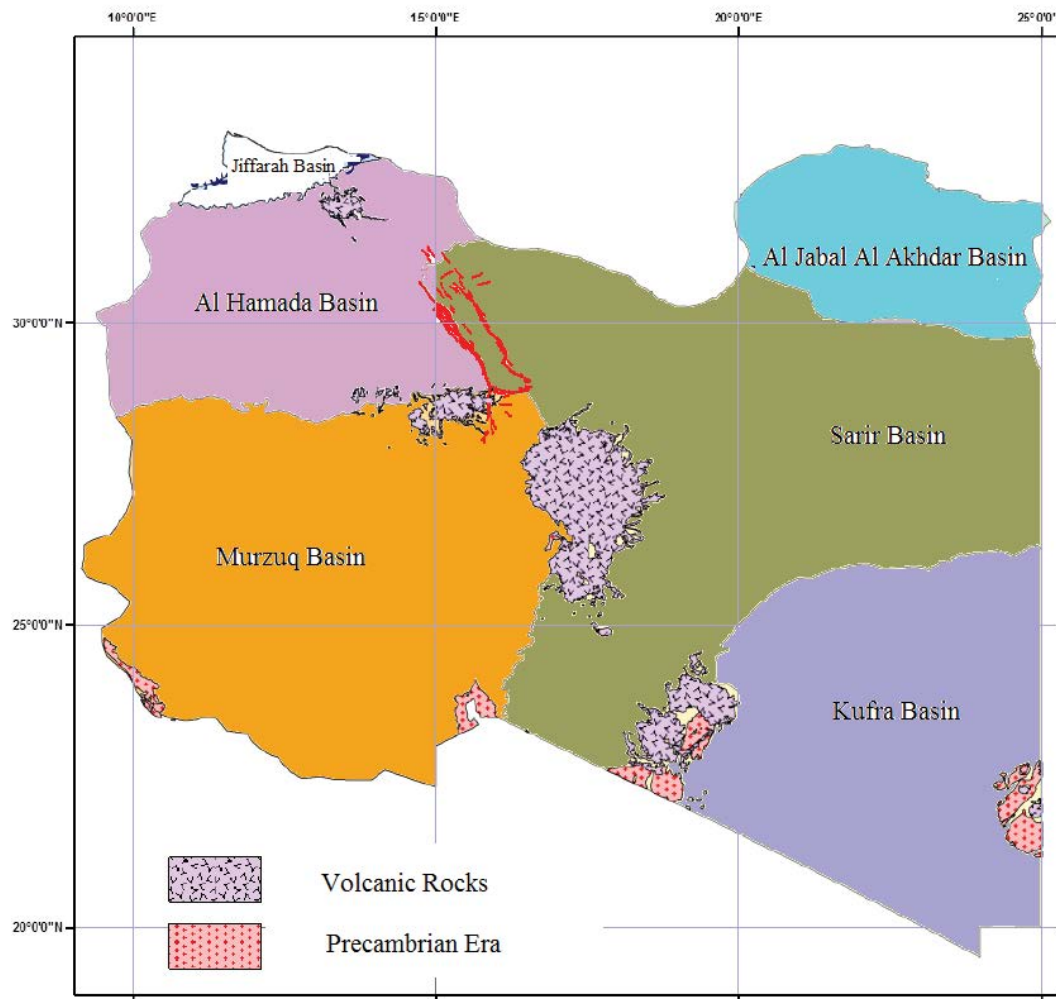 10°0'0"E
15°0'0"E
20°0'0"E
25°0'0"E
Jiffarah Basin
Al Jabal Al Akhdar Basin
Al Hamada Basin
30°0'0"N
Sarir Basin
Murzuq Basin
25°0'0"N
Kufra Basin
Volcanic Rocks
20°0'0"N
Precambrian Era